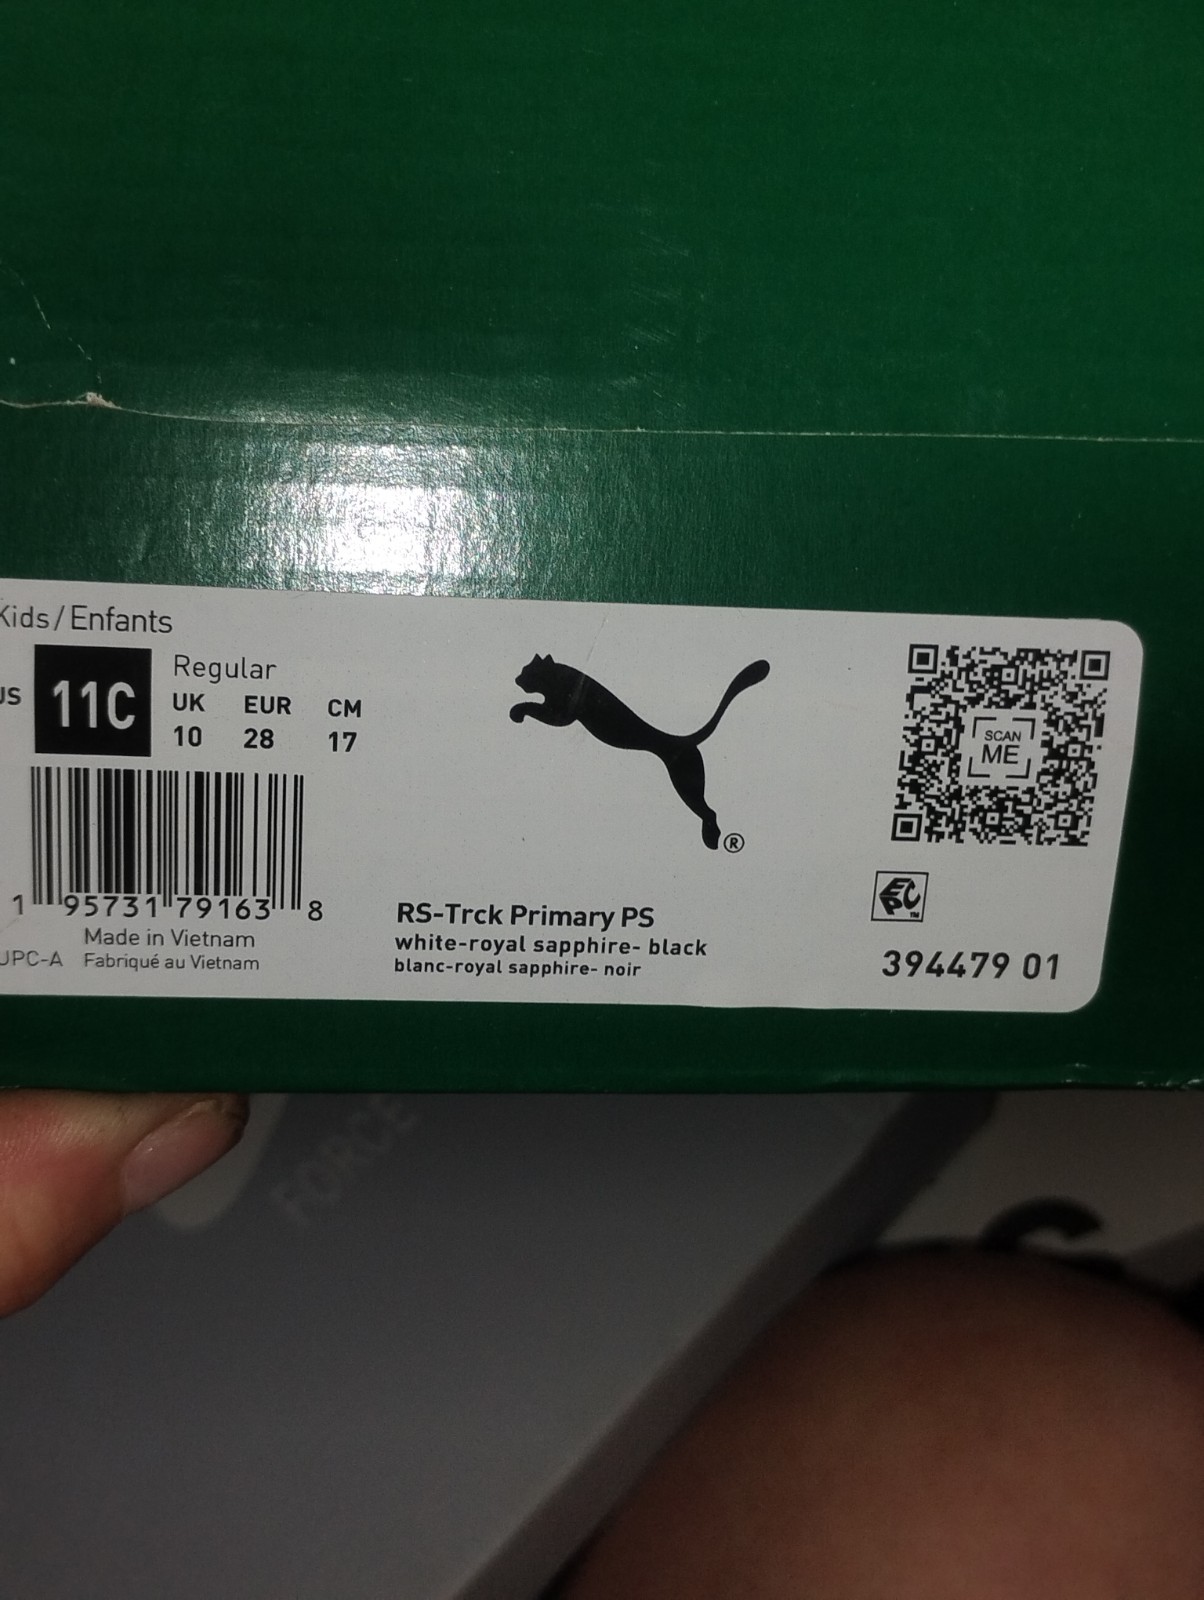 Kids/Enfants
US 11C
Regular
UK EUR CM
10 28 17
SCAN
ME
®
1 95731 79163 8
EPC™
RS-Trck Primary PS
Made in Vietnam
white-royal sapphire- black
394479 01
UPC-A Fabriqué au Vietnam
blanc-royal sapphire- noir
FORCE